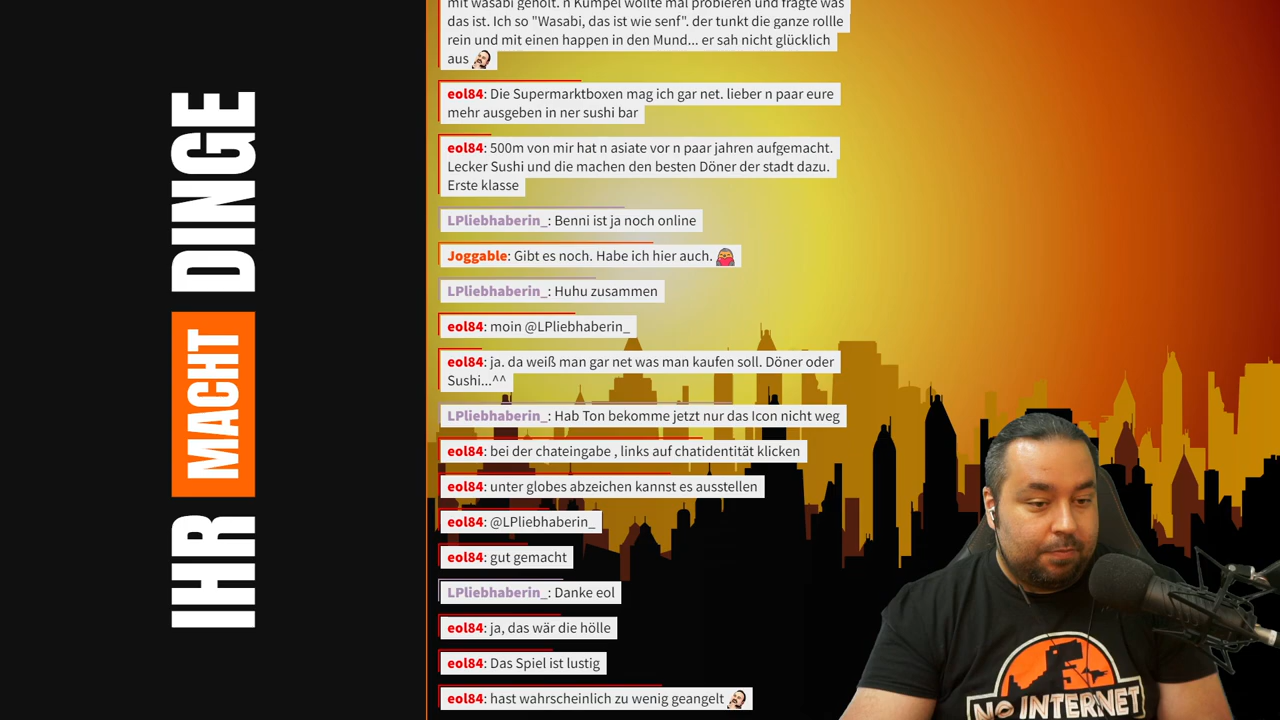 IHR MACHT DINGE
mit wasabi geholt. n Kumpel wollte mal probieren und fragte was
das ist. Ich so "Wasabi, das ist wie senf". der tunkt die ganze rollle
rein und mit einen happen in den Mund... er sah nicht glücklich
aus
eol84: Die Supermarktboxen mag ich gar net. lieber n paar eure
mehr ausgeben in ner sushi bar
eol84: 500m von mir hat n asiate vor n paar jahren aufgemacht.
Lecker Sushi und die machen den besten Döner der stadt dazu.
Erste klasse
LPliebhaberin_: Benni ist ja noch online
Joggable: Gibt es noch. Habe ich hier auch.
LPliebhaberin_: Huhu zusammen
eol84: moin @LPliebhaberin_
eol84: ja. da weiß man gar net was man kaufen soll. Döner oder
Sushi...^^
LPliebhaberin_: Hab Ton bekomme jetzt nur das Icon nicht weg
eol84: bei der chateingabe , links auf chatidentität klicken
eol84: unter globes abzeichen kannst es ausstellen
eol84: @LPliebhaberin_
eol84: gut gemacht
LPliebhaberin_: Danke eol
eol84: ja, das wär die hölle
eol84: Das Spiel ist lustig
eol84: hast wahrscheinlich zu wenig geangelt
NO INTERNET